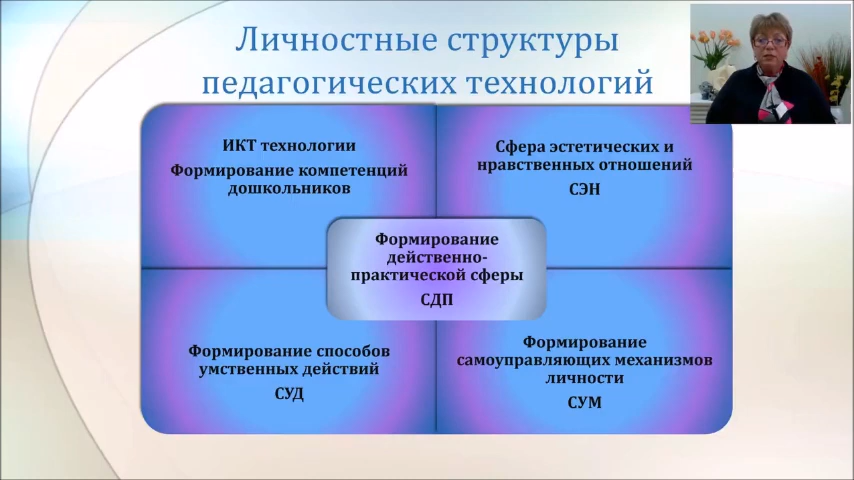 Личностные структуры
педагогических технологий
ИКТ технологии
Формирование компетенций
дошкольников
Сфера эстетических и
нравственных отношений
СЭН
Формирование
действенно-
практической сферы
СДП
Формирование способов
умственных действий
СУД
Формирование
самоуправляющих механизмов
личности
СУМ